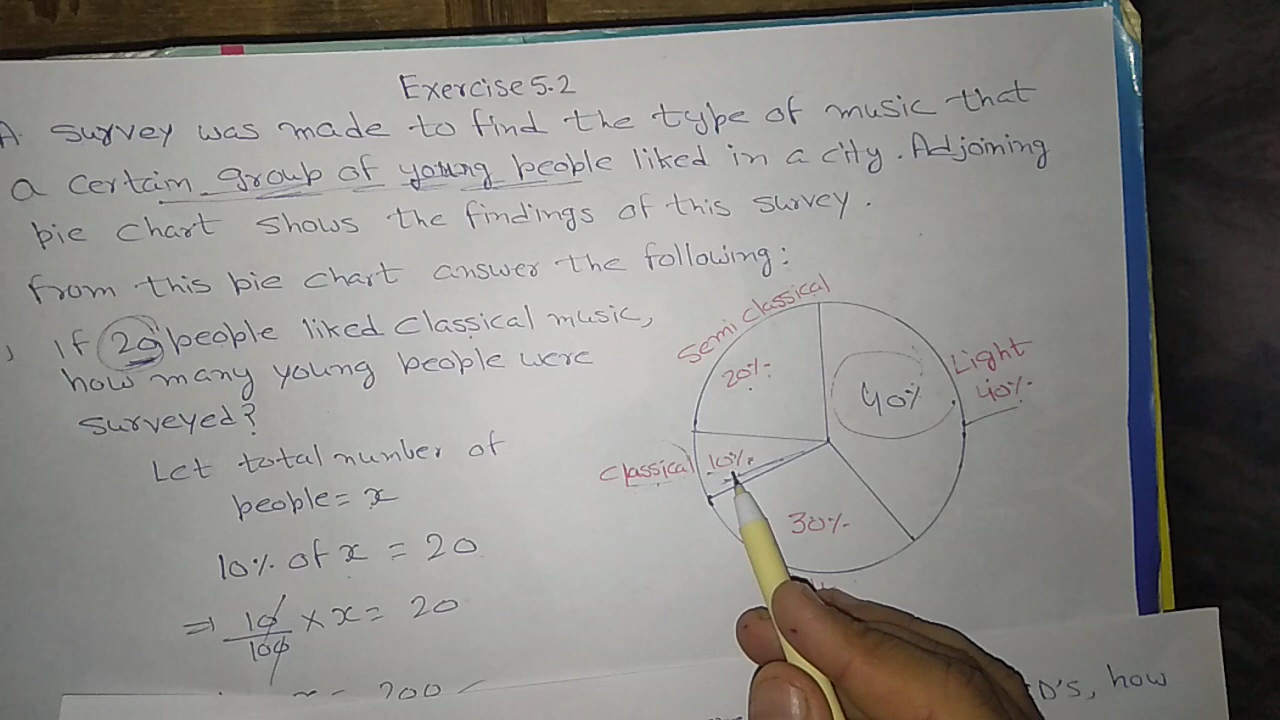 Exercise 5.2
A survey was made to find the type of music that
a certain group of young people liked in a city. Adjoining
pie chart shows the findings of this survey.
from this pie chart answer the following:
If 20 people liked classical music,
how many young people were
surveyed?
Let total number of
people = x
10% of x = 20
⇒ 10/100 × x = 20
x = 200
Semi classical
20%
Light
40%
40%
Classical
10%
30%
D'S, how